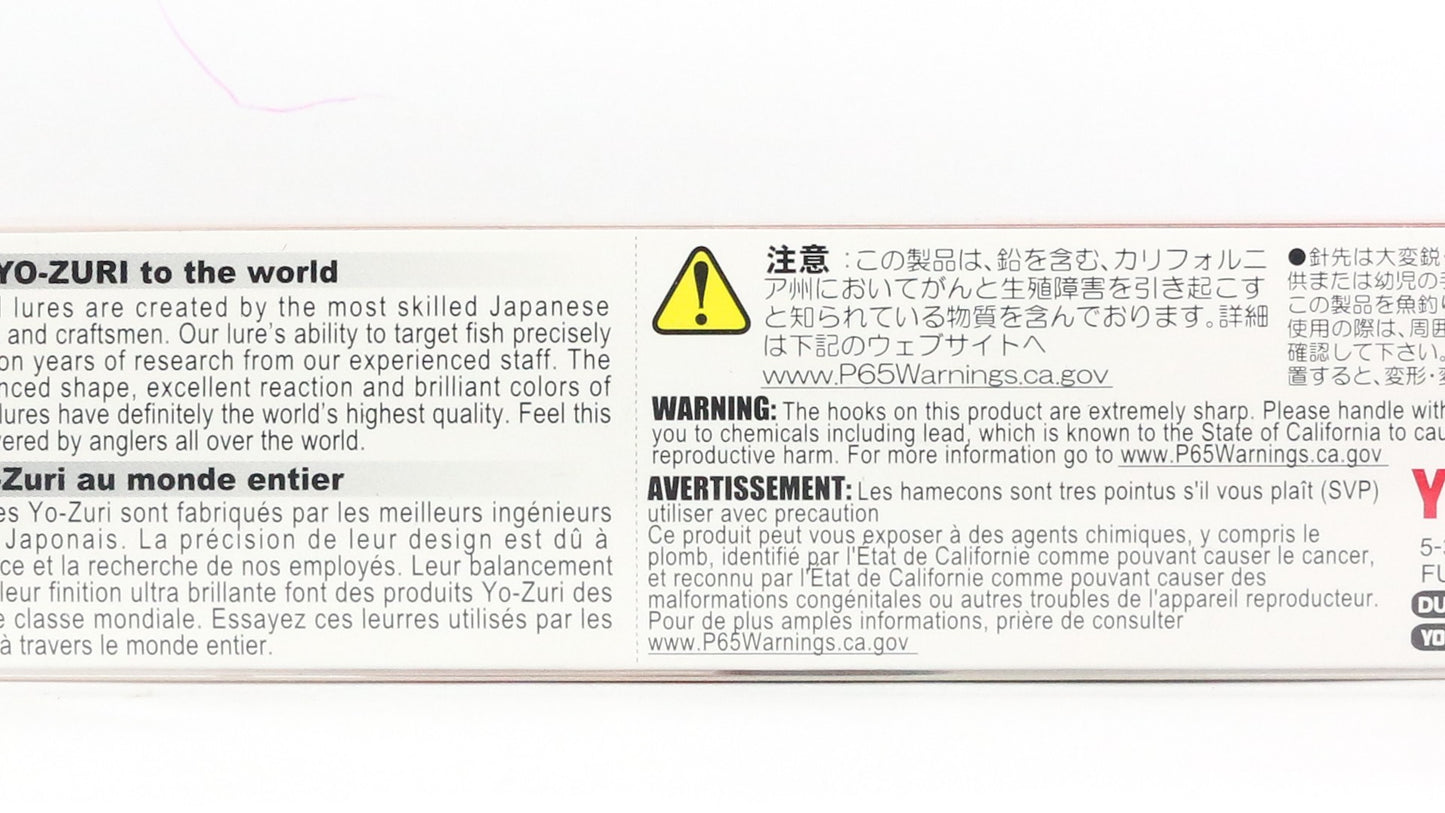 YO-ZURI to the world
lures are created by the most skilled Japanese
and craftsmen. Our lure's ability to target fish precisely
on years of research from our experienced staff. The
shape, excellent reaction and brilliant colors of
lures have definitely the world's highest quality. Feel this
by anglers all over the world.
-Zuri au monde entier
Yo-Zuri sont fabriqués par les meilleurs ingénieurs
Japonais. La précision de leur design est dû à
et la recherche de nos employés. Leur balancement
leur finition ultra brillante font des produits Yo-Zuri des
classe mondiale. Essayez ces leurres utilisés par les
à travers le monde entier.
注意：この製品は、鉛を含む、カリフォルニ
ア州においてがんと生殖障害を引き起こす
と知られている物質を含んでおります。詳細
は下記のウェブサイトへ
www.P65Warnings.ca.gov
WARNING: The hooks on this product are extremely sharp. Please handle
you to chemicals including lead, which is known to the State of California to
reproductive harm. For more information go to www.P65Warnings.ca.gov
AVERTISSEMENT: Les hamecons sont tres pointus s'il vous plaît (SVP)
utiliser avec precaution
Ce produit peut vous exposer à des agents chimiques, y compris le
plomb, identifié par l'État de Californie comme pouvant causer le cancer,
et reconnu par l'État de Californie comme pouvant causer des
malformations congénitales ou autres troubles de l'appareil reproducteur.
Pour de plus amples informations, prière de consulter
www.P65Warnings.ca.gov
●針先は大変鋭
供または幼児の
この製品を魚釣
使用の際は、周囲
確認して下さい。
置すると、変形・
Y
5-
FU
DU
YO